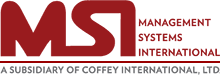 MSI MANAGEMENT
SYSTEMS
INTERNATIONAL
A SUBSIDIARY OF COFFEY INTERNATIONAL, LTD